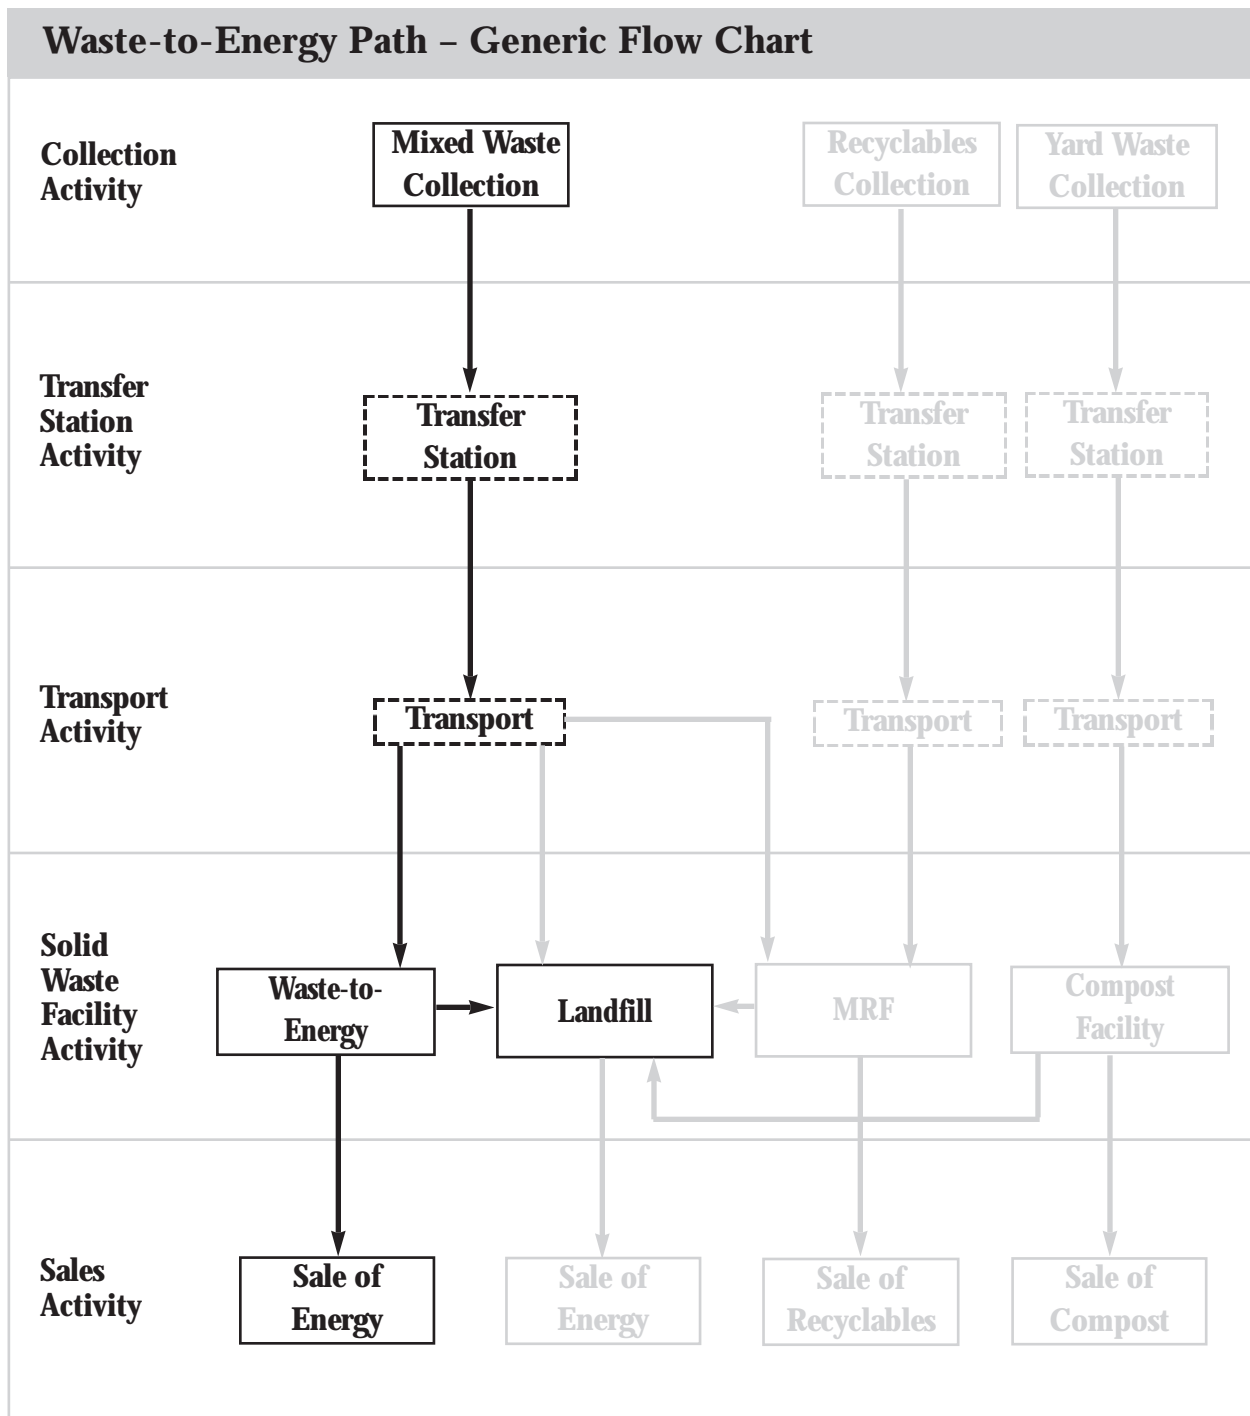 Waste-to-Energy Path – Generic Flow Chart
Collection
Activity
Mixed Waste
Collection
Recyclables
Collection
Yard Waste
Collection
Transfer
Station
Activity
Transfer
Station
Transfer
Station
Transfer
Station
Transport
Activity
Transport
Transport
Transport
Solid
Waste
Facility
Activity
Waste-to-
Energy
Landfill
MRF
Compost
Facility
Sales
Activity
Sale of
Energy
Sale of
Energy
Sale of
Recyclables
Sale of
Compost